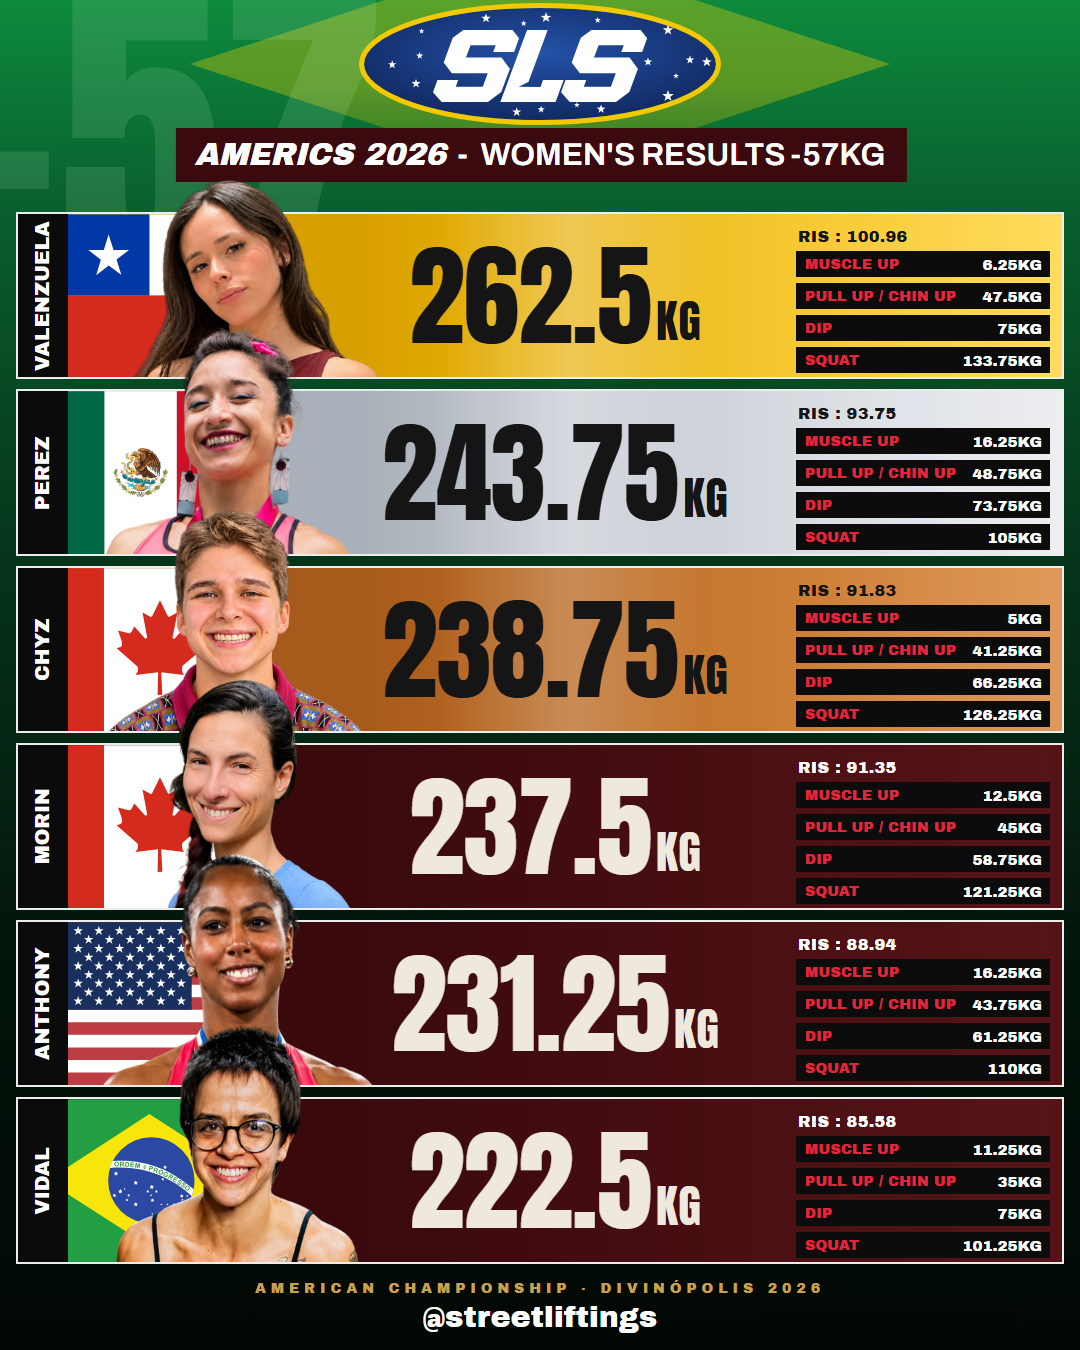 -57
SLS
AMERICS 2026 - WOMEN'S RESULTS -57KG
VALENZUELA
262.5KG
RIS : 100.96
MUSCLE UP 6.25KG
PULL UP / CHIN UP 47.5KG
DIP 75KG
SQUAT 133.75KG
PEREZ
243.75KG
RIS : 93.75
MUSCLE UP 16.25KG
PULL UP / CHIN UP 48.75KG
DIP 73.75KG
SQUAT 105KG
CHYZ
238.75KG
RIS : 91.83
MUSCLE UP 5KG
PULL UP / CHIN UP 41.25KG
DIP 66.25KG
SQUAT 126.25KG
MORIN
237.5KG
RIS : 91.35
MUSCLE UP 12.5KG
PULL UP / CHIN UP 45KG
DIP 58.75KG
SQUAT 121.25KG
ANTHONY
231.25KG
RIS : 88.94
MUSCLE UP 16.25KG
PULL UP / CHIN UP 43.75KG
DIP 61.25KG
SQUAT 110KG
VIDAL
ORDEM & PROGRESSO
222.5KG
RIS : 85.58
MUSCLE UP 11.25KG
PULL UP / CHIN UP 35KG
DIP 75KG
SQUAT 101.25KG
AMERICAN CHAMPIONSHIP - DIVINÓPOLIS 2026
@streetliftings